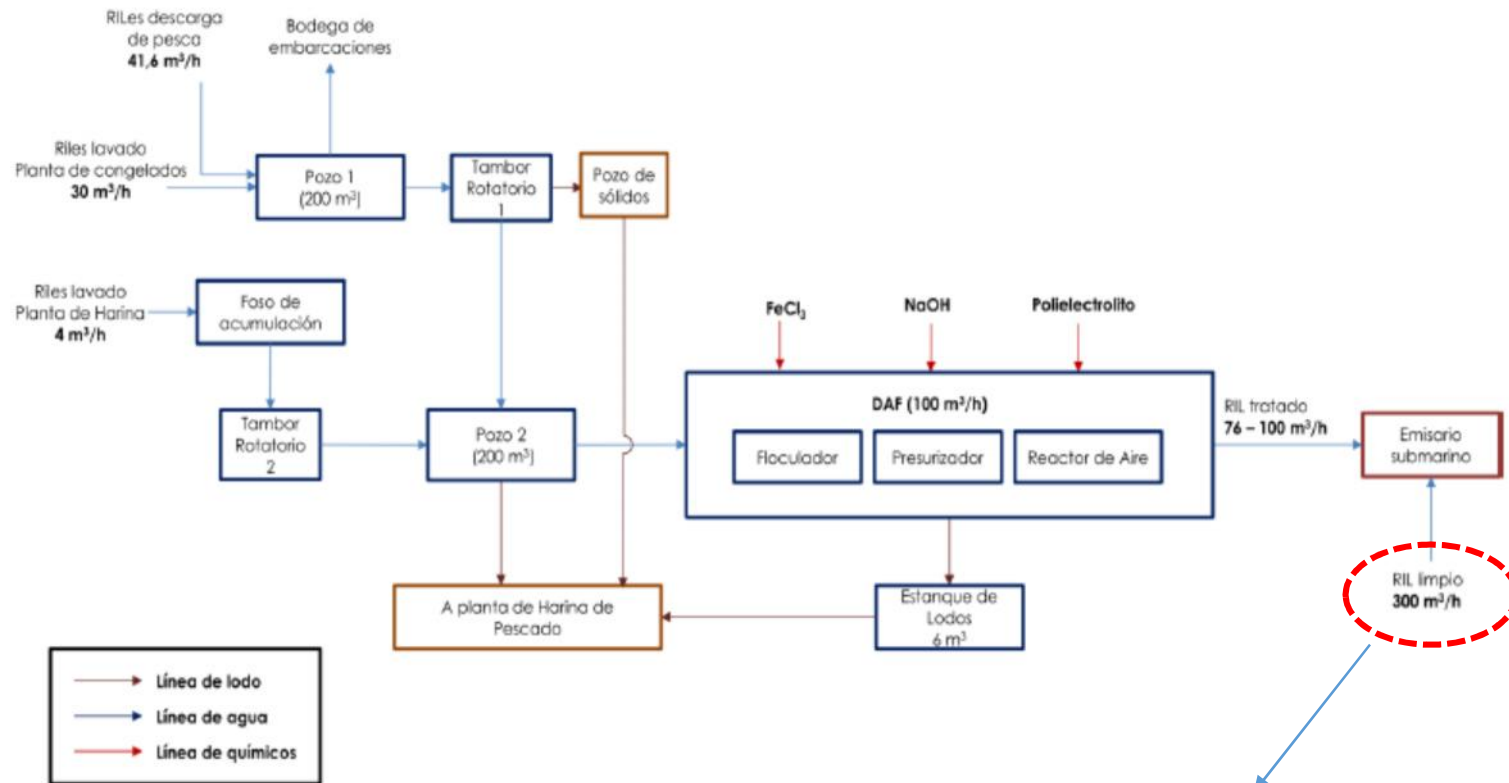 RILes descarga
de pesca
41,6 m³/h
Bodega de
embarcaciones
Riles lavado
Planta de congelados
30 m³/h
Pozo 1
(200 m³)
Tambor
Rotatorio
1
Pozo de
sólidos
Riles lavado
Planta de Harina
4 m³/h
Foso de
acumulación
FeCl₃
NaOH
Polielectrolito
Tambor
Rotatorio
2
Pozo 2
(200 m³)
DAF (100 m³/h)
Floculador
Presurizador
Reactor de Aire
RIL tratado
76 – 100 m³/h
Emisario
submarino
RIL limpio
300 m³/h
A planta de Harina de
Pescado
Estanque de
Lodos
6 m³
Línea de lodo
Línea de agua
Línea de químicos